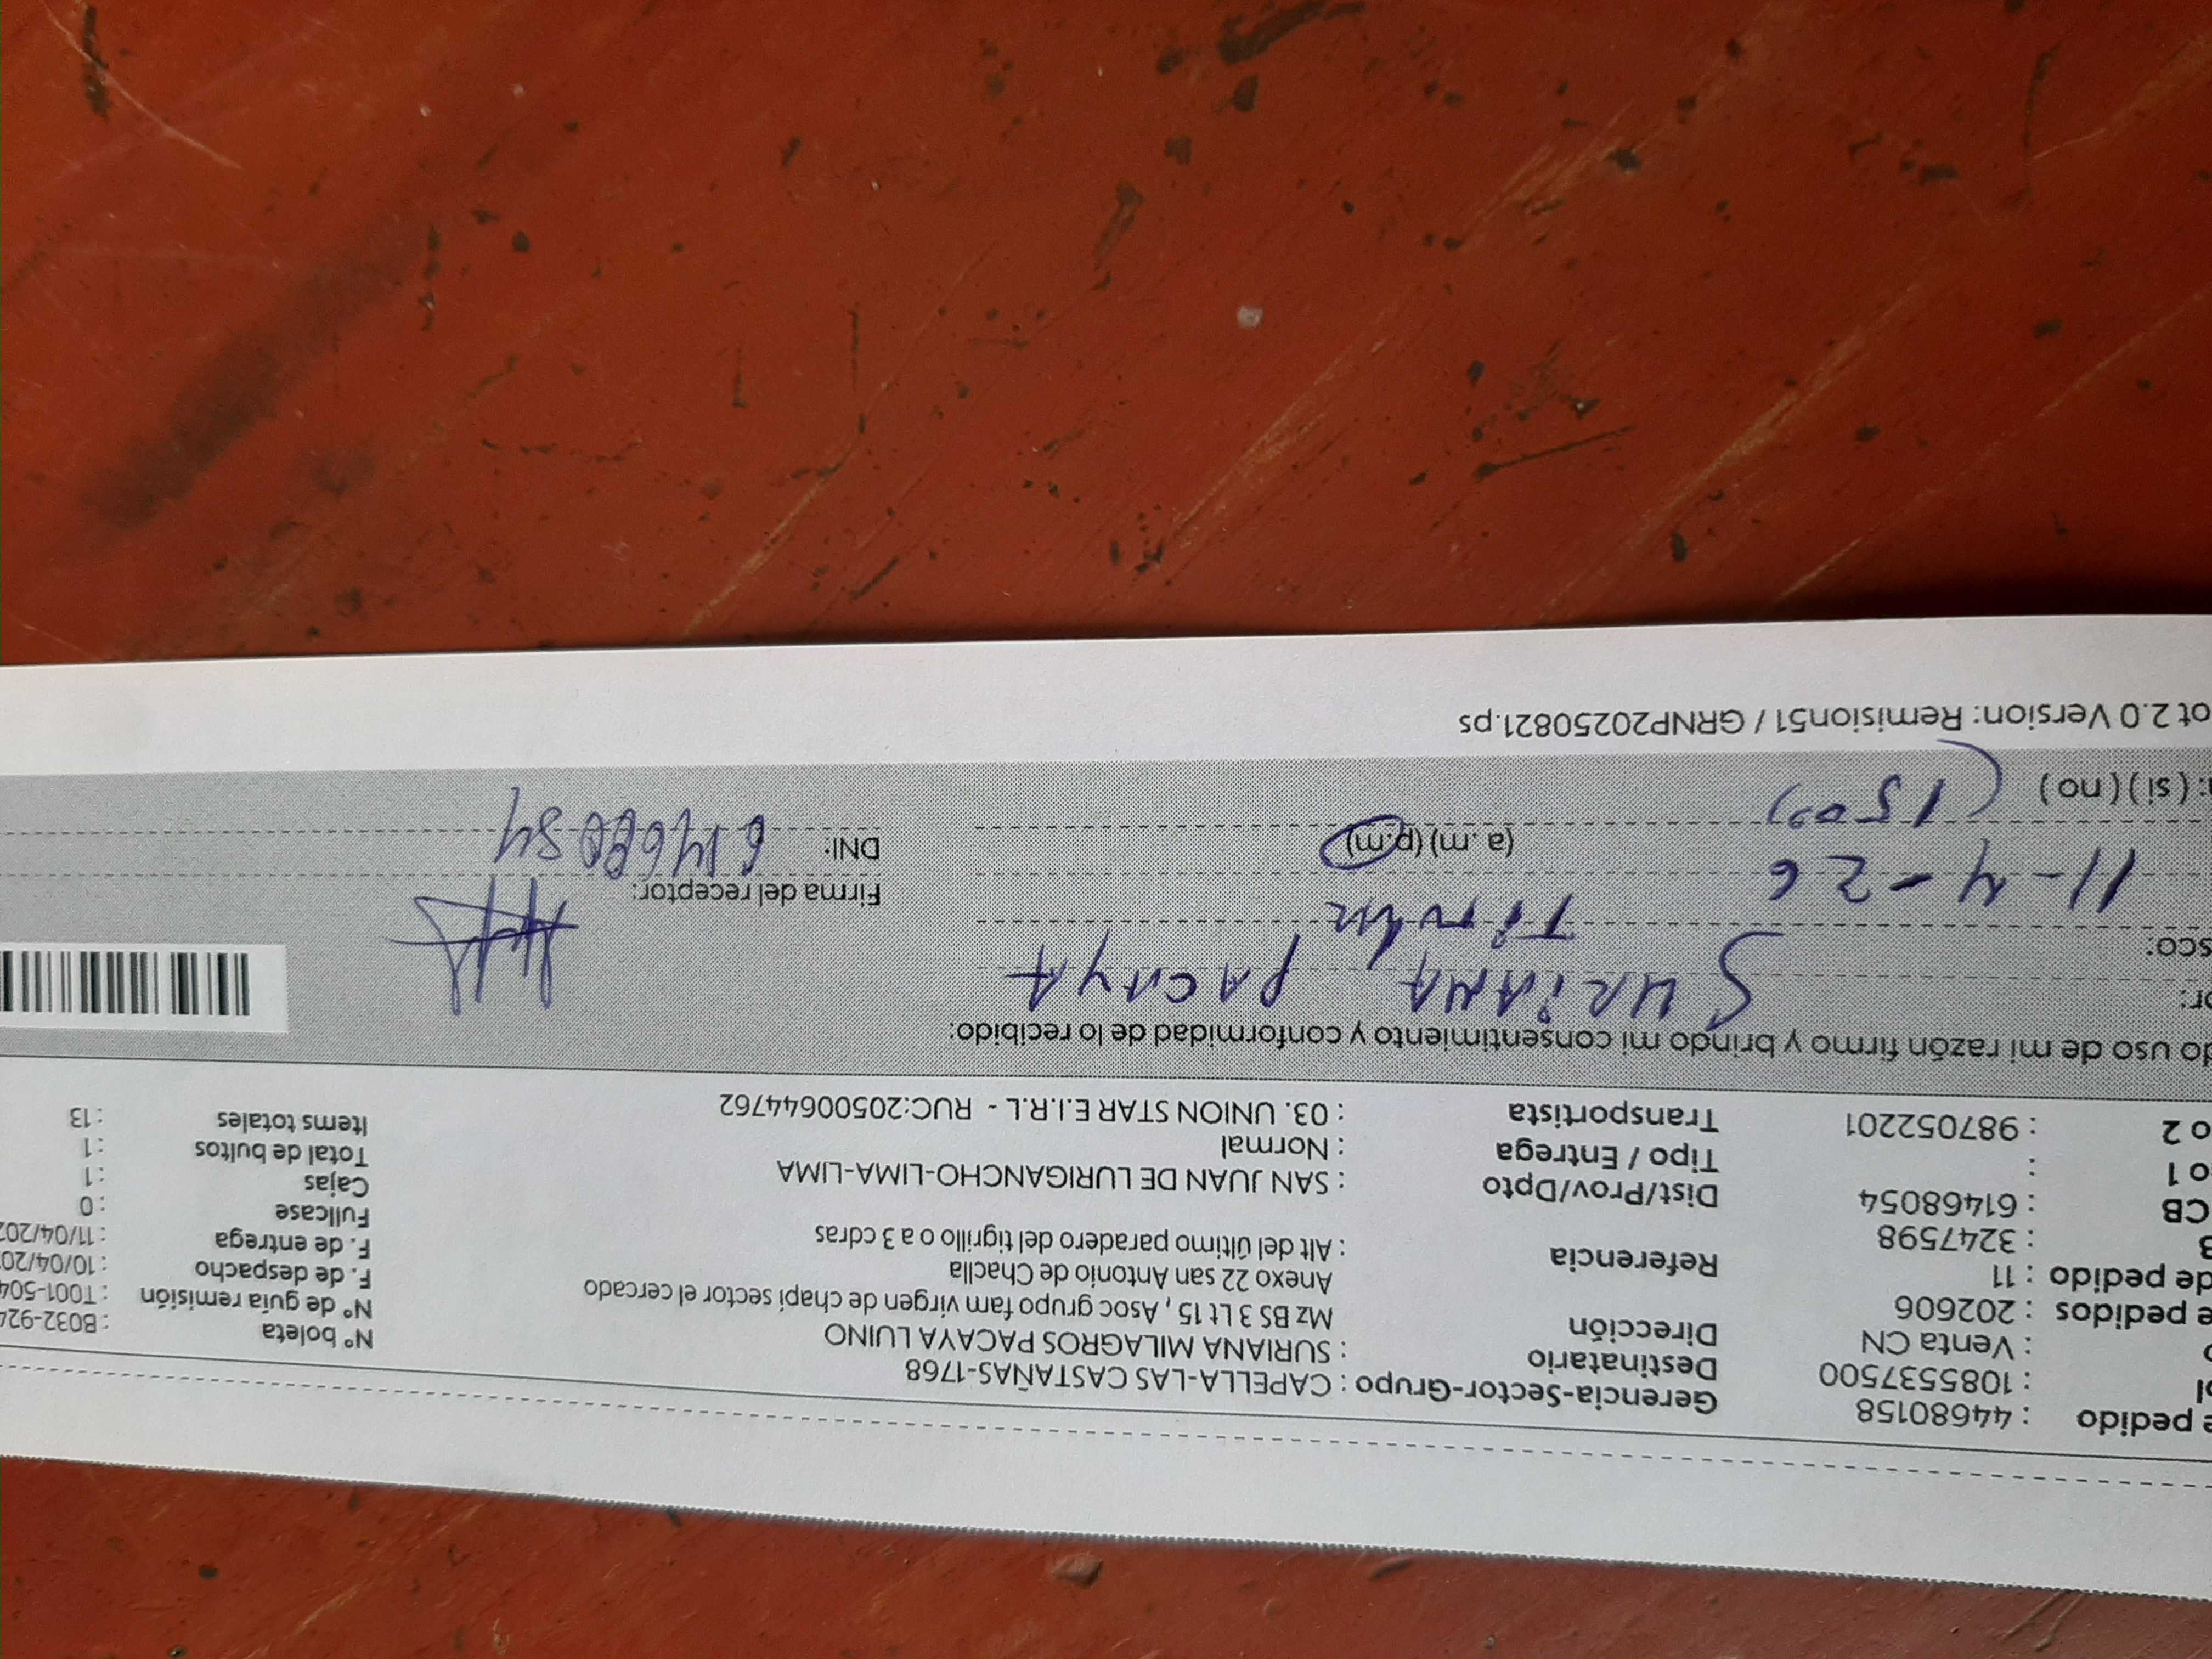 e pedido : 44680158 Gerencia-Sector-Grupo : CAPELLA-LAS CASTAÑAS-1768
ol : 1085537500 Destinatario : SURIANA MILAGROS PACAYA LUINO Nº boleta : B032-924
o : Venta CN Dirección Mz BS 3 Lt 15 , Asoc grupo fam virgen de chapi sector el cercado Nº de guía remisión : T001-504
e pedidos : 202606 Anexo 22 san Antonio de Chaclla F. de despacho : 10/04/202
de pedido : 11 Referencia : Alt del último paradero del tigrillo o a 3 cdras F. de entrega : 11/04/202
B : 3247598 Fullcase : 0
CB : 61468054 Dist/Prov/Dpto : SAN JUAN DE LURIGANCHO-LIMA-LIMA Cajas : 1
o 1 : Tipo / Entrega : Normal Total de bultos : 1
o 2 : 987052201 Transportista : 03. UNION STAR E.I.R.L - RUC:20500644762 Items totales : 13
do uso de mi razón firmo y brindo mi consentimiento y conformidad de lo recibido:
or: SURIANA PACAYA
sco: Titular Firma del receptor:
11-4-26 (a. m) (p.m) DNI:
: ( si ) ( no )
ot 2.0 Version: Remision51 / GRNP20250821.ps